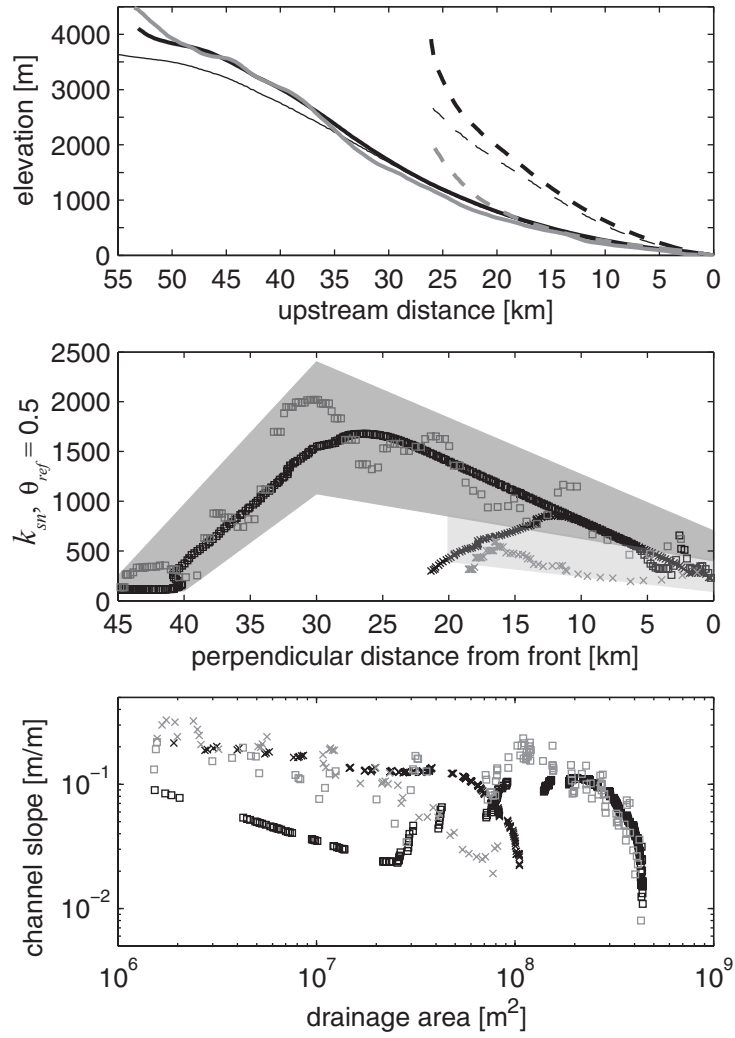 4000
3000
2000
1000
0
elevation [m]
55 50 45 40 35 30 25 20 15 10 5 0
upstream distance [km]
2500
2000
1500
1000
500
0
k_sn, θ_ref = 0.5
45 40 35 30 25 20 15 10 5 0
perpendicular distance from front [km]
10^-1
10^-2
channel slope [m/m]
10^6 10^7 10^8 10^9
drainage area [m^2]